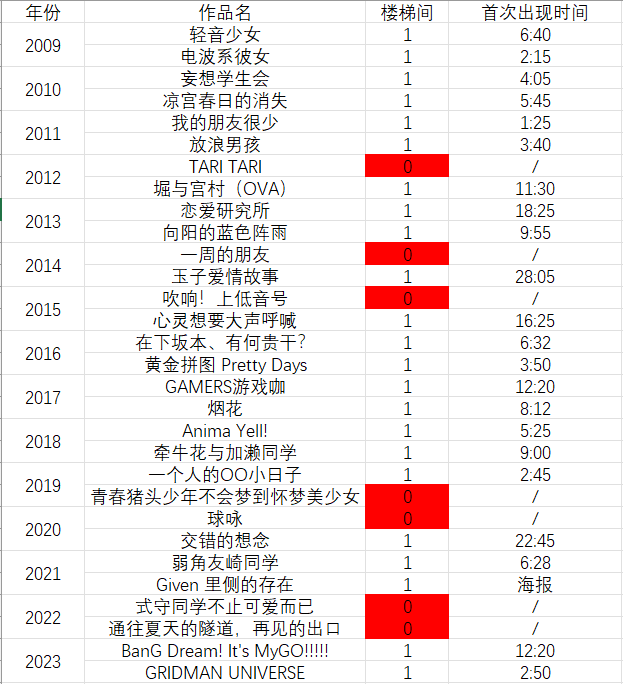 年份 作品名 楼梯间 首次出现时间
2009 轻音少女 1 6:40
电波系彼女 1 2:15
2010 妄想学生会 1 4:05
凉宫春日的消失 1 5:45
2011 我的朋友很少 1 1:25
放浪男孩 1 3:40
2012 TARI TARI 0 /
堀与宫村（OVA） 1 11:30
2013 恋爱研究所 1 18:25
向阳的蓝色阵雨 1 9:55
2014 一周的朋友 0 /
玉子爱情故事 1 28:05
2015 吹响！上低音号 0 /
心灵想要大声呼喊 1 16:25
2016 在下坂本、有何贵干？ 1 6:32
黄金拼图 Pretty Days 1 3:50
2017 GAMERS游戏咖 1 12:20
烟花 1 8:12
2018 Anima Yell! 1 5:25
牵牛花与加濑同学 1 9:00
2019 一个人的OO小日子 1 2:45
青春猪头少年不会梦到怀梦美少女 0 /
2020 球咏 0 /
交错的想念 1 22:45
2021 弱角友崎同学 1 6:28
Given 里侧的存在 1 海报
2022 式守同学不止可爱而已 0 /
通往夏天的隧道，再见的出口 0 /
2023 BanG Dream! It's MyGO!!!!! 1 12:20
GRIDMAN UNIVERSE 1 2:50